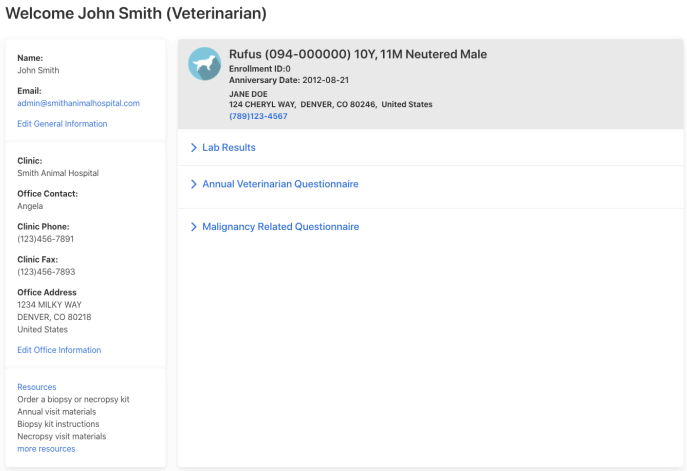 Welcome John Smith (Veterinarian)
Name:
John Smith
Email:
admin@smithanimalhospital.com
Edit General Information
Clinic:
Smith Animal Hospital
Office Contact:
Angela
Clinic Phone:
(123)456-7891
Clinic Fax:
(123)456-7893
Office Address
1234 MILKY WAY
DENVER, CO 80218
United States
Edit Office Information
Resources
Order a biopsy or necropsy kit
Annual visit materials
Biopsy kit instructions
Necropsy visit materials
more resources
Rufus (094-000000) 10Y, 11M Neutered Male
Enrollment ID:0
Anniversary Date: 2012-08-21
JANE DOE
124 CHERYL WAY, DENVER, CO 80246, United States
(789)123-4567
Lab Results
Annual Veterinarian Questionnaire
Malignancy Related Questionnaire